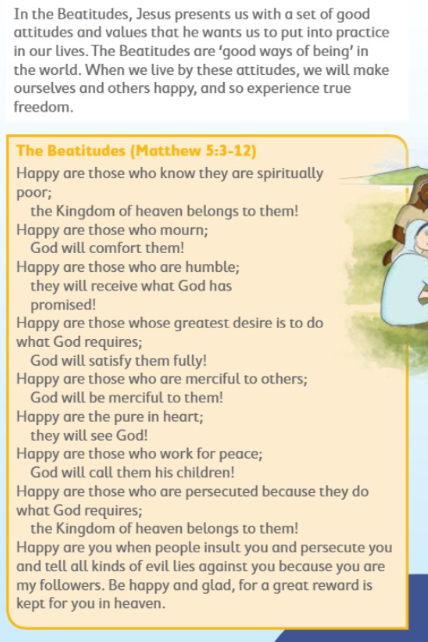 In the Beatitudes, Jesus presents us with a set of good
attitudes and values that he wants us to put into practice
in our lives. The Beatitudes are ‘good ways of being’ in
the world. When we live by these attitudes, we will make
ourselves and others happy, and so experience true
freedom.
The Beatitudes (Matthew 5:3-12)
Happy are those who know they are spiritually
poor;
the Kingdom of heaven belongs to them!
Happy are those who mourn;
God will comfort them!
Happy are those who are humble;
they will receive what God has
promised!
Happy are those whose greatest desire is to do
what God requires;
God will satisfy them fully!
Happy are those who are merciful to others;
God will be merciful to them!
Happy are the pure in heart;
they will see God!
Happy are those who work for peace;
God will call them his children!
Happy are those who are persecuted because they do
what God requires;
the Kingdom of heaven belongs to them!
Happy are you when people insult you and persecute you
and tell all kinds of evil lies against you because you are
my followers. Be happy and glad, for a great reward is
kept for you in heaven.